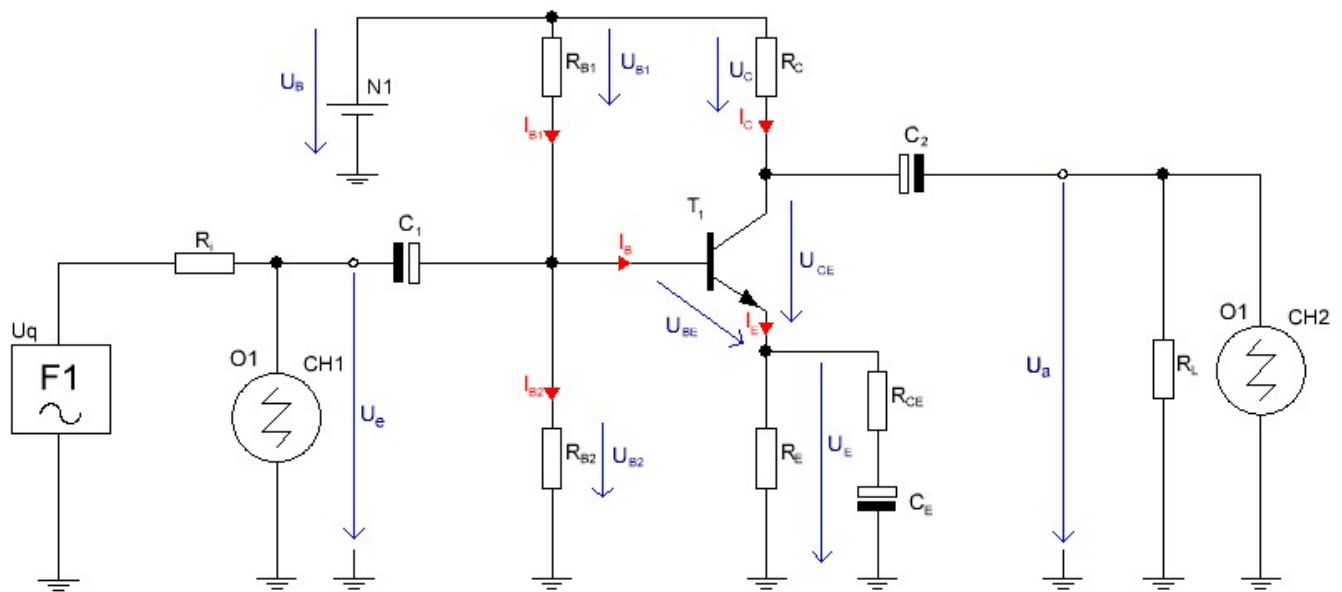 R_B1
U_B1
U_C
R_C
U_B
N1
I_B1
I_C
C_2
T_1
C_1
R_i
I_B
U_CE
U_BE
I_E
Uq
F1
O1
CH1
U_e
I_B2
R_B2
U_B2
R_E
U_E
R_CE
C_E
U_a
R_L
O1
CH2